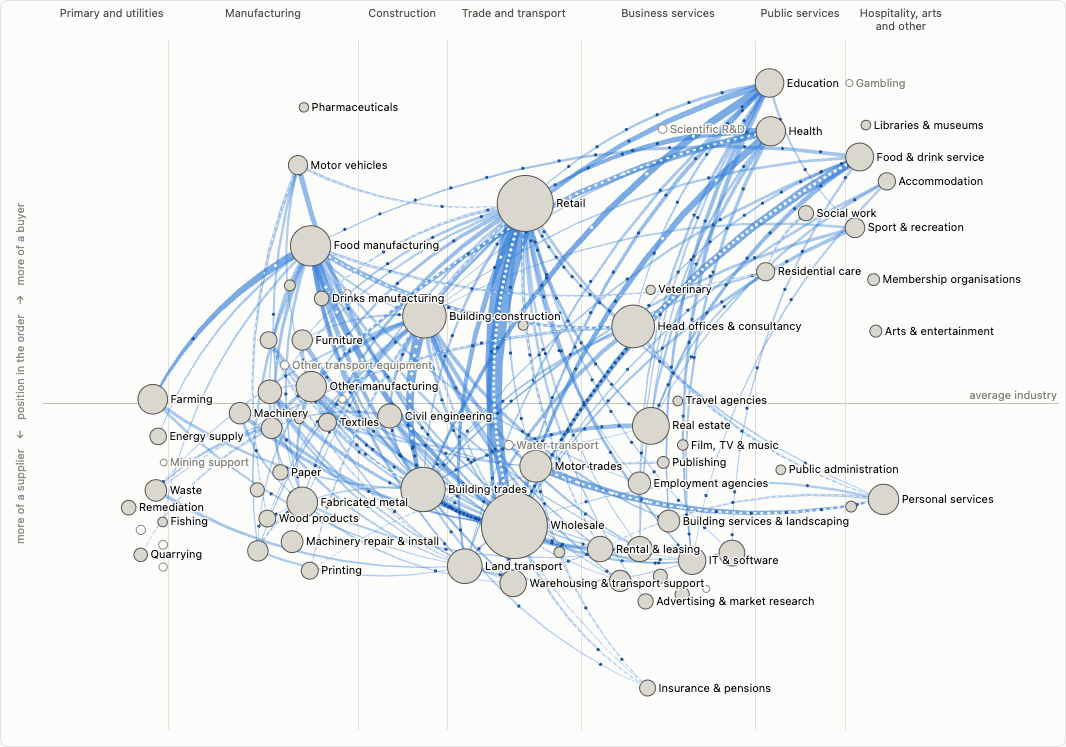 Primary and utilities
Manufacturing
Construction
Trade and transport
Business services
Public services
Hospitality, arts
and other
more of a supplier ← position in the order → more of a buyer
average industry
Education
Gambling
Pharmaceuticals
Libraries & museums
Scientific R&D
Health
Food & drink service
Motor vehicles
Accommodation
Retail
Social work
Sport & recreation
Food manufacturing
Residential care
Membership organisations
Veterinary
Drinks manufacturing
Building construction
Head offices & consultancy
Arts & entertainment
Furniture
Other transport equipment
Other manufacturing
Farming
Travel agencies
Machinery
Civil engineering
Textiles
Real estate
Energy supply
Water transport
Film, TV & music
Mining support
Motor trades
Publishing
Paper
Public administration
Employment agencies
Waste
Building trades
Fabricated metal
Personal services
Remediation
Fishing
Wood products
Wholesale
Building services & landscaping
Machinery repair & install
Rental & leasing
Quarrying
IT & software
Land transport
Printing
Warehousing & transport support
Advertising & market research
Insurance & pensions